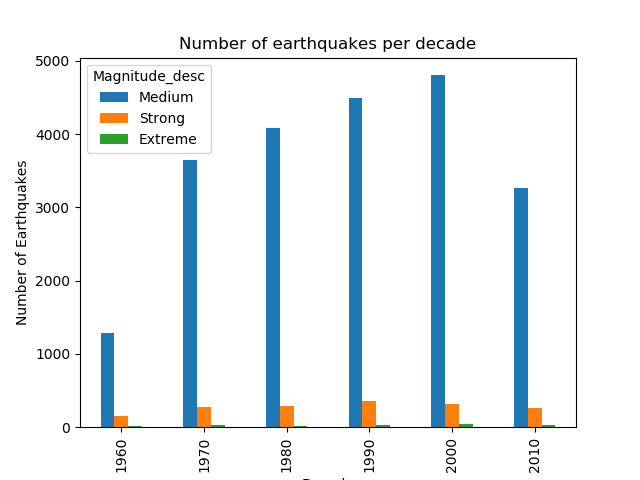 Number of earthquakes per decade
Magnitude_desc
Medium
Strong
Extreme
Number of Earthquakes
5000
4000
3000
2000
1000
0
1960
1970
1980
1990
2000
2010